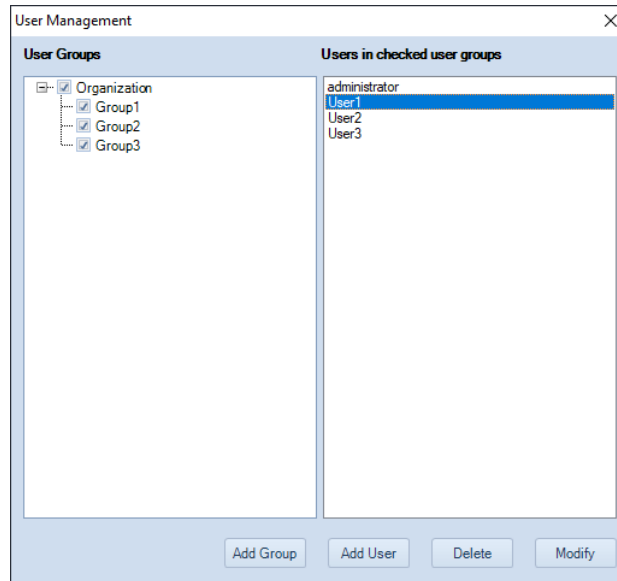 User Management
User Groups
Users in checked user groups
Organization
Group1
Group2
Group3
administrator
User1
User2
User3
Add Group
Add User
Delete
Modify